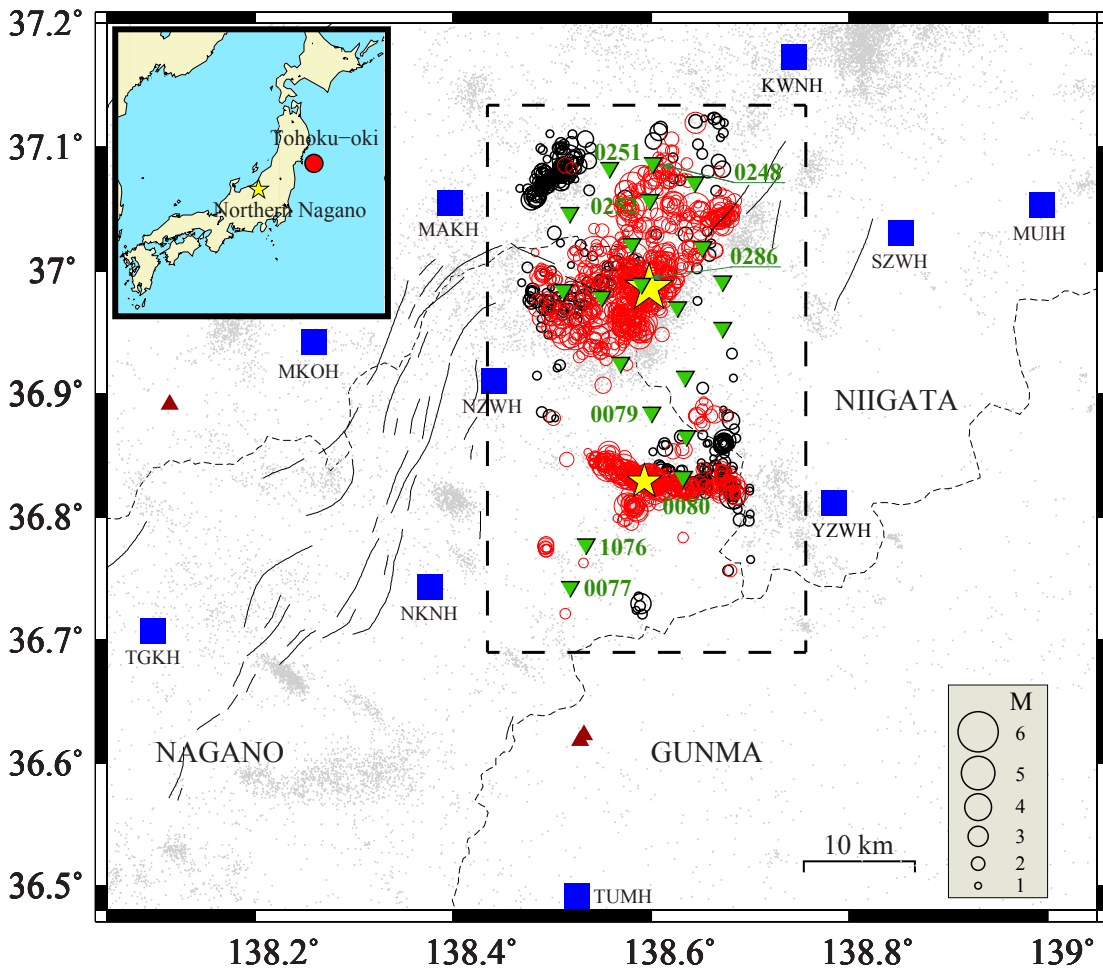 37.2°
37.1°
37°
36.9°
36.8°
36.7°
36.6°
36.5°
138.2°
138.4°
138.6°
138.8°
139°
Tohoku−oki
Northern Nagano
KWNH
MAKH
MUIH
SZWH
MKOH
NZWH
YZWH
NKNH
TGKH
TUMH
0251
0248
0286
0079
0080
1076
0077
NIIGATA
NAGANO
GUNMA
10 km
M
6
5
4
3
2
1